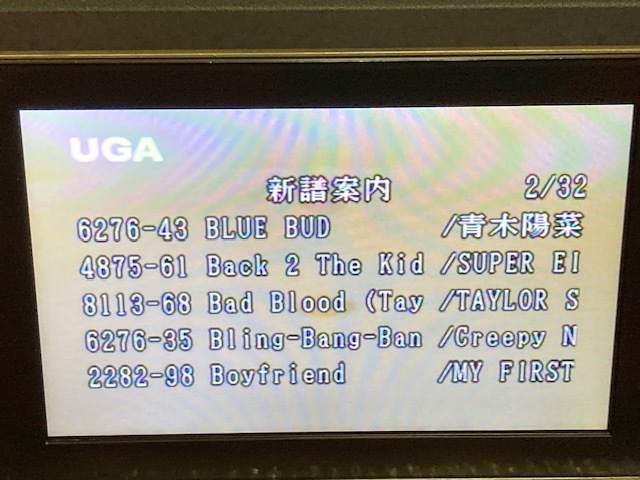 UGA
新譜案内 2/32
6276-43 BLUE BUD /青木陽菜
4875-61 Back 2 The Kid /SUPER EI
8113-68 Bad Blood (Tay /TAYLOR S
6276-35 Bling-Bang-Ban /Creepy N
2282-98 Boyfriend /MY FIRST